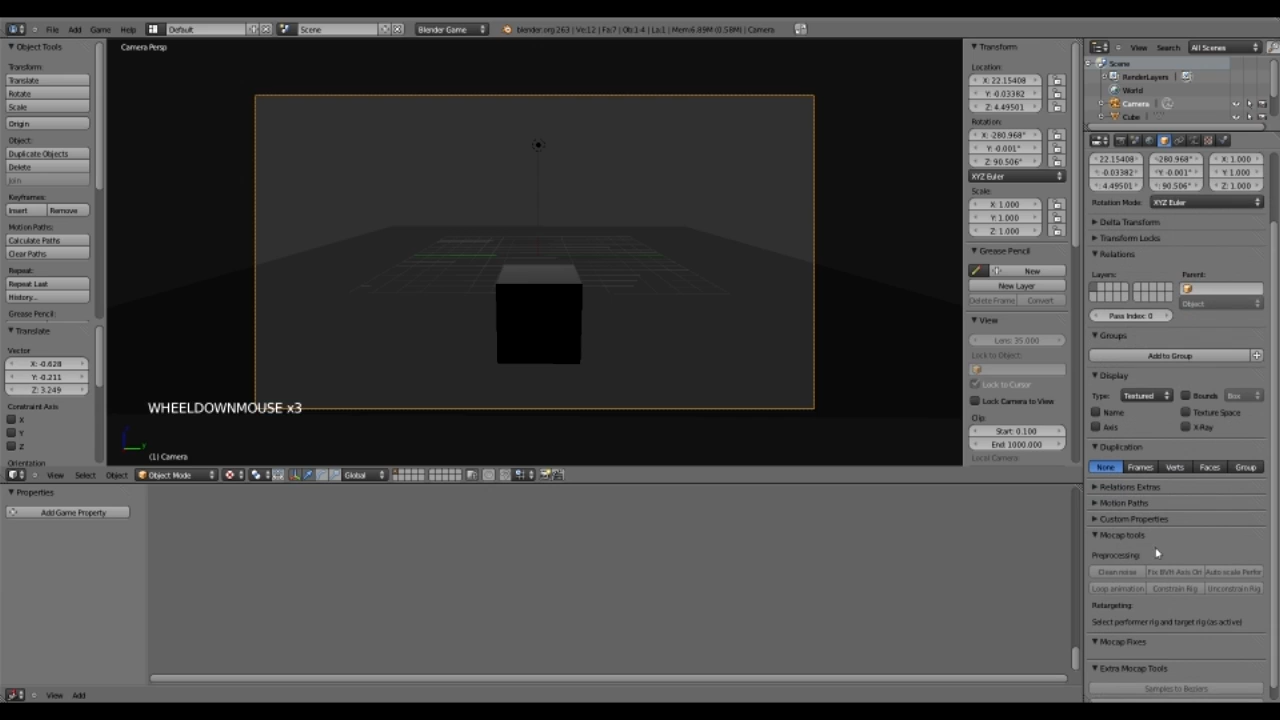 File Add Game Help Default Scene Blender Game blender.org 263 | Ve:12 | Fa:7 | Ob:1-4 | La:1 | Mem:6.89M (0.58M) | Camera
Object Tools
Transform:
Translate
Rotate
Scale
Origin
Object:
Duplicate Objects
Delete
Join
Keyframes:
Insert Remove
Motion Paths:
Calculate Paths
Clear Paths
Repeat:
Repeat Last
History...
Grease Pencil:
Translate
Vector
X: -0.628
Y: -0.211
Z: 3.249
Constraint Axis
X
Y
Z
Orientation
Camera Persp
WHEELDOWNMOUSE x3
y
(1) Camera
Transform
Location:
X: 22.15408
Y: -0.03382
Z: 4.49501
Rotation:
X: -280.968°
Y: -0.001°
Z: 90.506°
XYZ Euler
Scale:
X: 1.000
Y: 1.000
Z: 1.000
Grease Pencil
New
New Layer
Delete Frame Convert
View
Lens: 35.000
Lock to Object:
Lock to Cursor
Lock Camera to View
Clip:
Start: 0.100
End: 1000.000
Local Camera:
View Search All Scenes
Scene
RenderLayers
World
Camera
Cube
22.15408 -280.968° X: 1.000
-0.03382 Y: -0.001° Y: 1.000
4.49501 90.506° Z: 1.000
Rotation Mode: XYZ Euler
Delta Transform
Transform Locks
Relations
Layers: Parent:
Object
Pass Index: 0
Groups
Add to Group
Display
Type: Textured Bounds Box
Name Texture Space
Axis X-Ray
Duplication
None Frames Verts Faces Group
Relations Extras
Motion Paths
Custom Properties
Mocap tools
Preprocessing:
Clean noise Fix BVH Axis Ori Auto-scale Perfor
Loop animation Constrain Rig Unconstrain Rig
Retargeting:
Select performer rig and target rig (as active)
Mocap Fixes
Extra Mocap Tools
Samples to Beziers
View Select Object Object Mode Global
Properties
Add Game Property
View Add